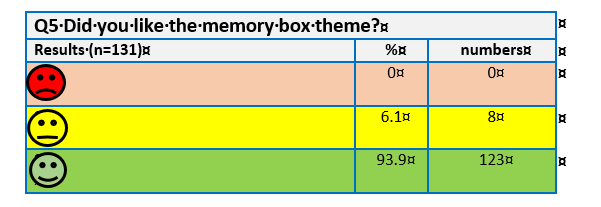 Q5·Did·you·like·the·memory·box·theme?¤ ¤
Results·(n=131)¤ %¤ numbers¤ ¤
0¤ 0¤ ¤
6.1¤ 8¤ ¤
93.9¤ 123¤ ¤